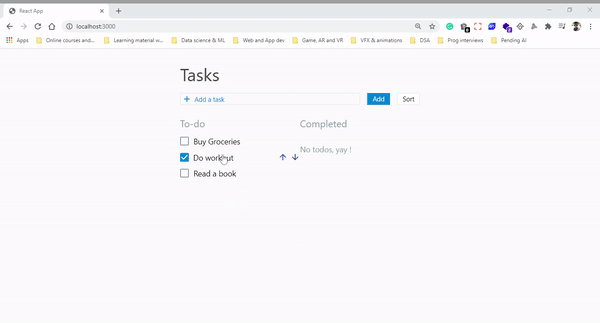 React App
localhost:3000
Apps
Online courses and...
Learning material w...
Data science & ML
Web and App dev
Game, AR and VR
VFX & animations
DSA
Prog interviews
Pending AI
Tasks
Add a task
Add
Sort
To-do
Completed
Buy Groceries
Do workout
No todos, yay !
Read a book